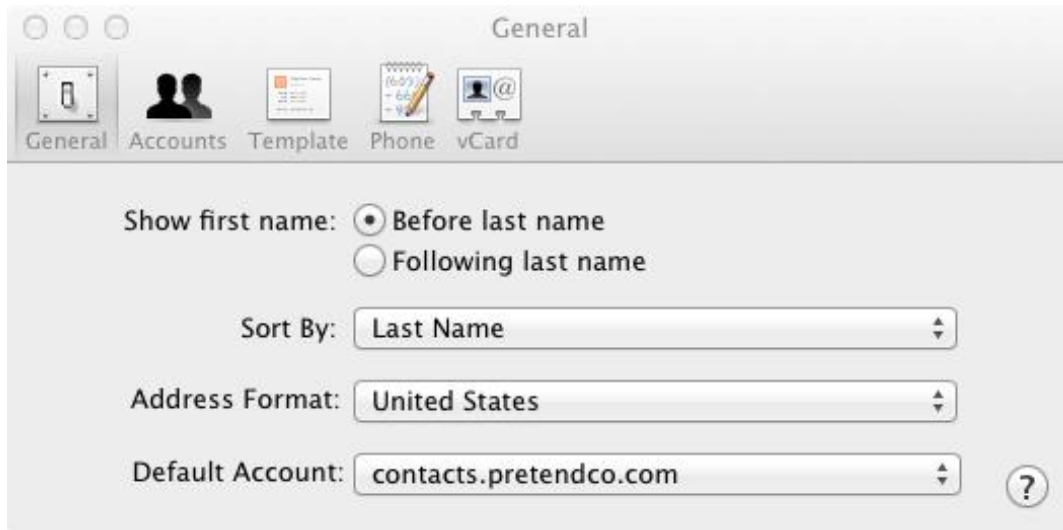 General
General Accounts Template Phone vCard
Show first name: Before last name
Following last name
Sort By: Last Name
Address Format: United States
Default Account: contacts.pretendco.com
?